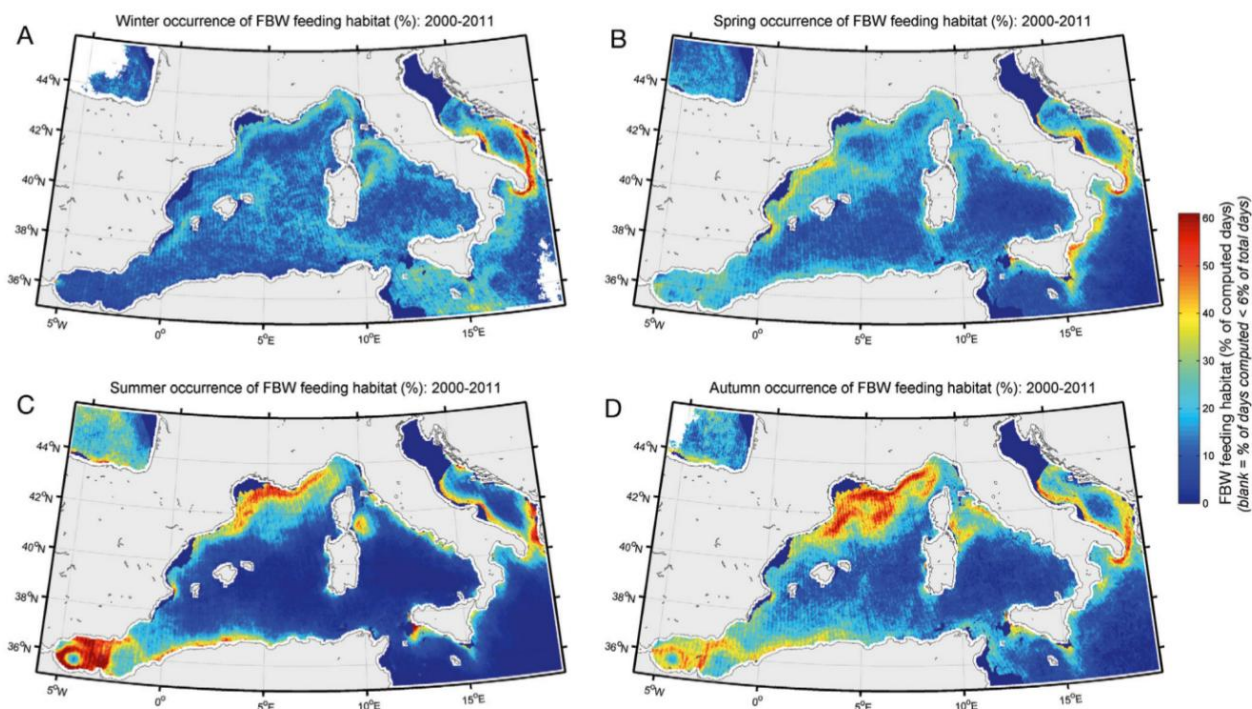 A
Winter occurrence of FBW feeding habitat (%): 2000-2011
44°N
42°N
40°N
38°N
36°N
5°W
0°
5°E
10°E
15°E
B
Spring occurrence of FBW feeding habitat (%): 2000-2011
44°N
42°N
40°N
38°N
36°N
5°W
0°
5°E
10°E
15°E
C
Summer occurrence of FBW feeding habitat (%): 2000-2011
44°N
42°N
40°N
38°N
36°N
5°W
0°
5°E
10°E
15°E
D
Autumn occurrence of FBW feeding habitat (%): 2000-2011
44°N
42°N
40°N
38°N
36°N
5°W
0°
5°E
10°E
15°E
60
50
40
30
20
10
0
FBW feeding habitat (% of computed days)
(blank = % of days computed < 6% of total days)